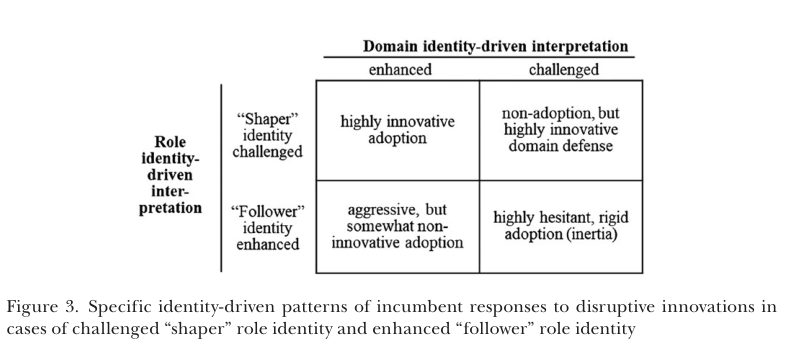 Domain identity-driven interpretation
enhanced challenged
Role
identity-
driven
inter-
pretation
“Shaper”
identity
challenged
highly innovative
adoption
non-adoption, but
highly innovative
domain defense
“Follower”
identity
enhanced
aggressive, but
somewhat non-
innovative adoption
highly hesitant, rigid
adoption (inertia)
Figure 3. Specific identity-driven patterns of incumbent responses to disruptive innovations in
cases of challenged “shaper” role identity and enhanced “follower” role identity